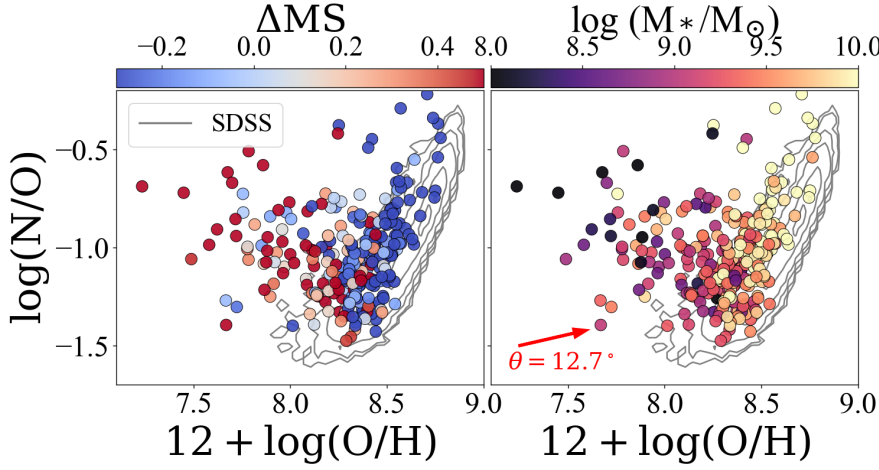 ΔMS
log (M∗/M⊙)
−0.2 0.0 0.2 0.4 8.0 8.5 9.0 9.5 10.0
SDSS
−0.5
−1.0
−1.5
log(N/O)
θ = 12.7°
7.5 8.0 8.5 9.0 7.5 8.0 8.5 9.0
12 + log(O/H) 12 + log(O/H)